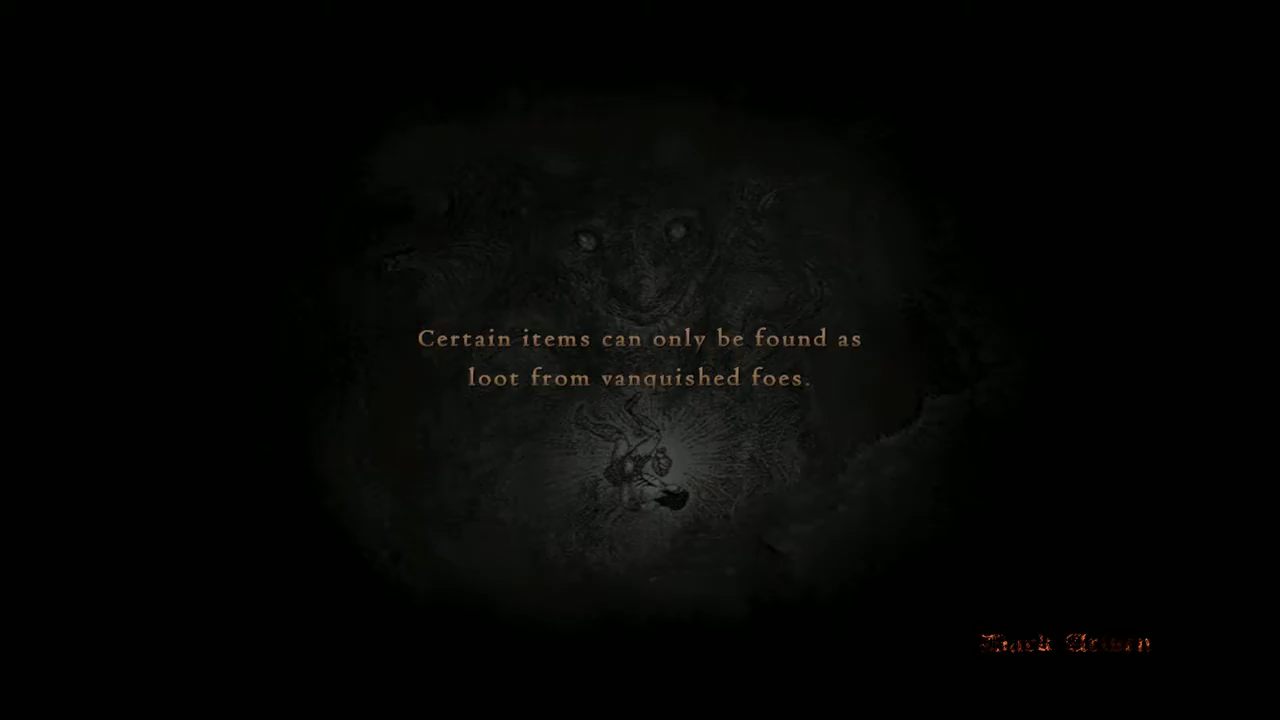 Certain items can only be found as
loot from vanquished foes.